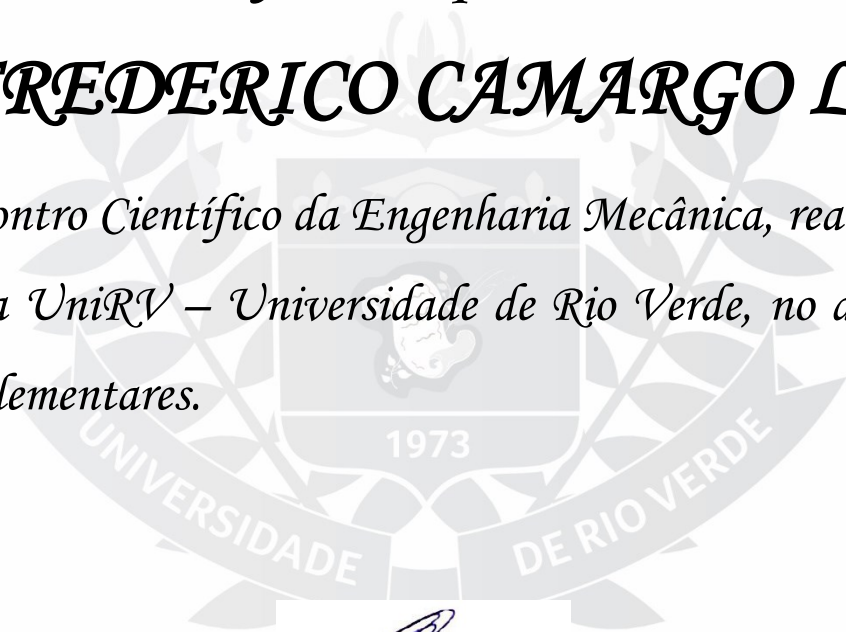 FREDERICO CAMARGO L
ontro Científico da Engenharia Mecânica, rea
a UniRV – Universidade de Rio Verde, no d
lementares.
1973
UNIVERSIDADE DE RIO VERDE